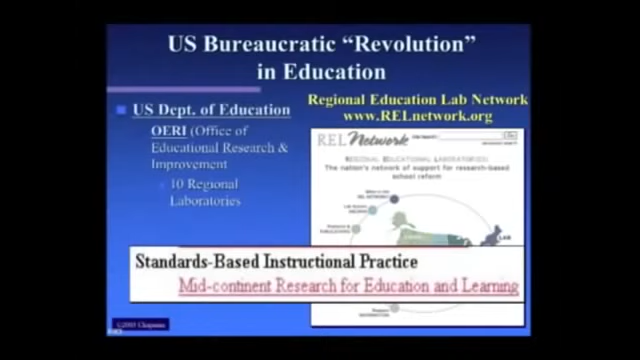 US Bureaucratic “Revolution”
in Education
US Dept. of Education
OERI (Office of
Educational Research &
Improvement
10 Regional
Laboratories
Regional Education Lab Network
www.RELnetwork.org
REL Network
REGIONAL EDUCATIONAL LABORATORIES:
The nation's network of support for research-based
school reform
LAB
Standards-Based Instructional Practice
Mid-continent Research for Education and Learning